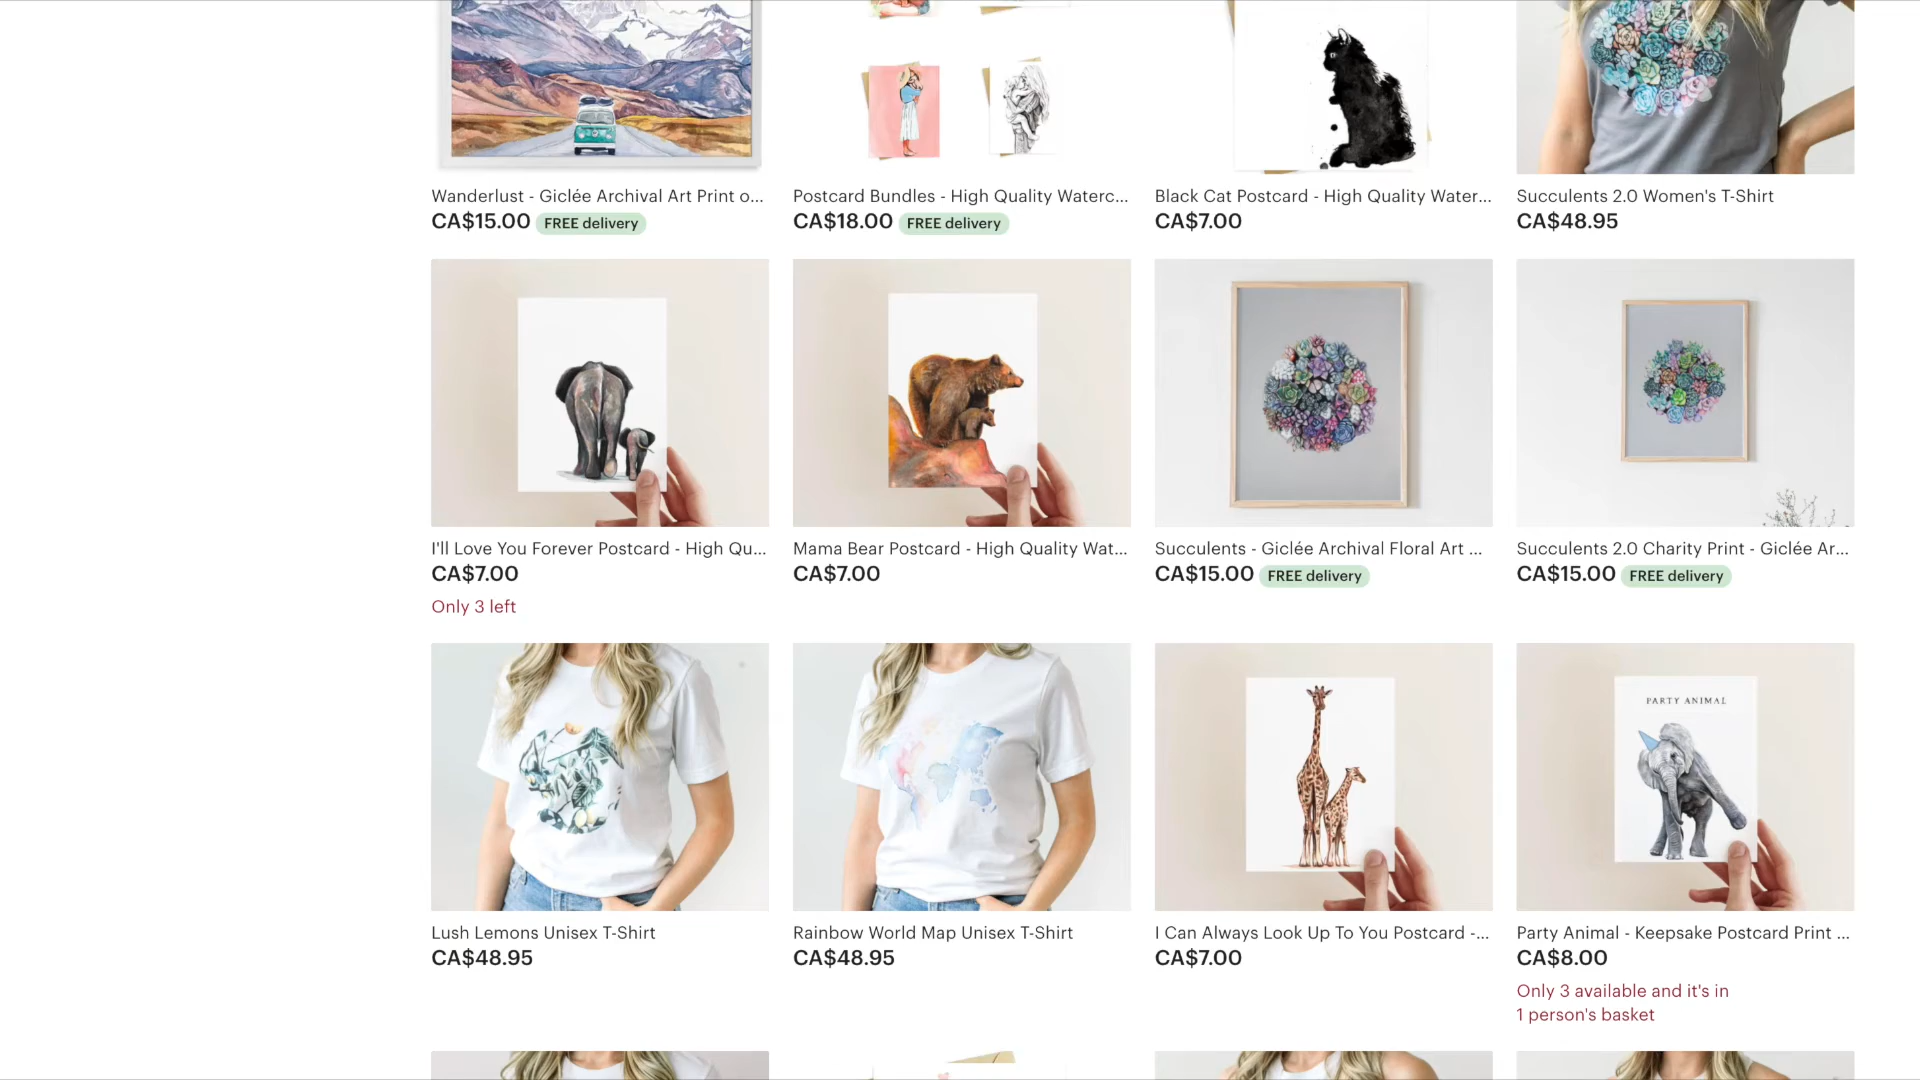 Wanderlust - Giclée Archival Art Print o...
CA$15.00 FREE delivery
Postcard Bundles - High Quality Waterc...
CA$18.00 FREE delivery
Black Cat Postcard - High Quality Water...
CA$7.00
Succulents 2.0 Women's T-Shirt
CA$48.95
I'll Love You Forever Postcard - High Qu...
CA$7.00
Only 3 left
Mama Bear Postcard - High Quality Wat...
CA$7.00
Succulents - Giclée Archival Floral Art ...
CA$15.00 FREE delivery
Succulents 2.0 Charity Print - Giclée Ar...
CA$15.00 FREE delivery
Lush Lemons Unisex T-Shirt
CA$48.95
Rainbow World Map Unisex T-Shirt
CA$48.95
I Can Always Look Up To You Postcard -...
CA$7.00
PARTY ANIMAL
Party Animal - Keepsake Postcard Print ...
CA$8.00
Only 3 available and it's in
1 person's basket